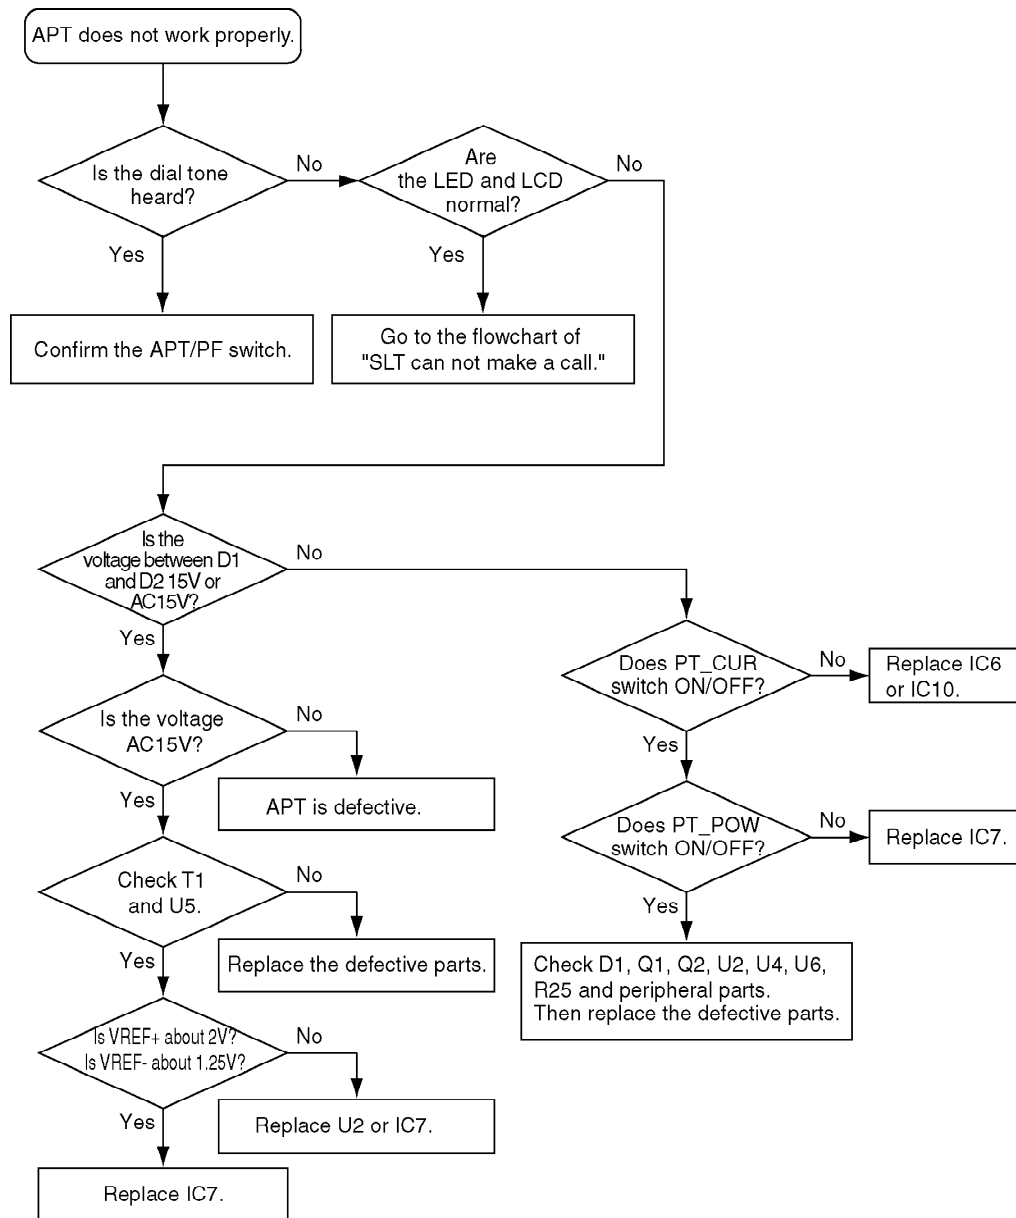 APT does not work properly.
Is the dial tone
heard?
No
Yes
Are
the LED and LCD
normal?
No
Yes
Confirm the APT/PF switch.
Go to the flowchart of
"SLT can not make a call."
Is the
voltage between D1
and D2 15V or
AC15V?
No
Yes
Does PT_CUR
switch ON/OFF?
No
Yes
Replace IC6
or IC10.
Is the voltage
AC15V?
No
Yes
APT is defective.
Does PT_POW
switch ON/OFF?
No
Yes
Replace IC7.
Check T1
and U5.
No
Yes
Replace the defective parts.
Check D1, Q1, Q2, U2, U4, U6,
R25 and peripheral parts.
Then replace the defective parts.
Is VREF+ about 2V?
Is VREF- about 1.25V?
No
Yes
Replace U2 or IC7.
Replace IC7.